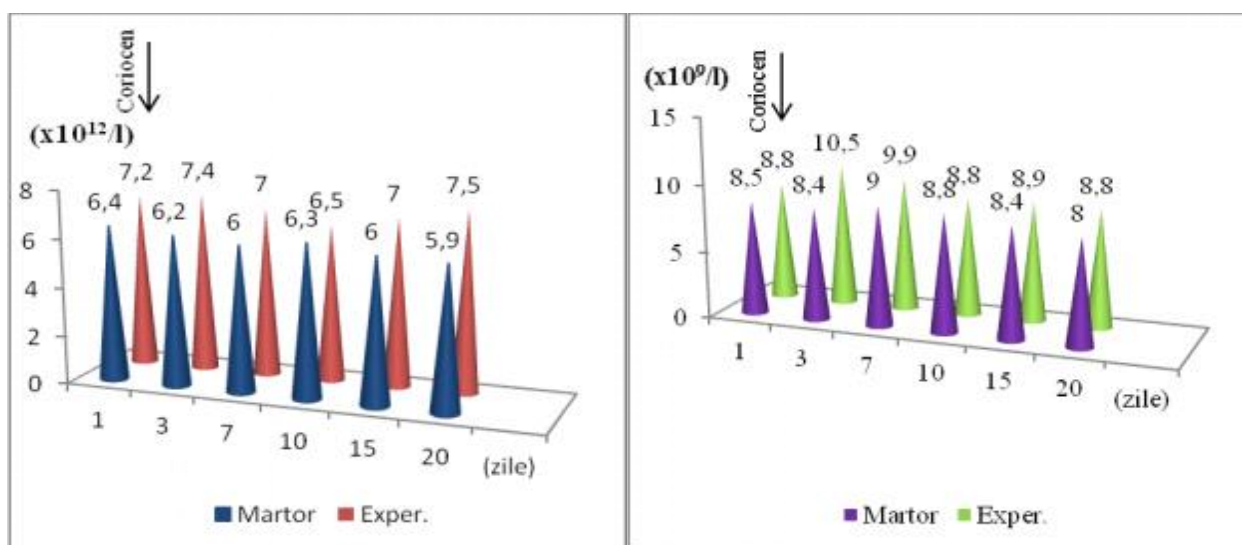 Coriocen
(x10¹²/l)
7,2 7,4 7 6,5 7 7,5
6,4 6,2 6 6,3 6 5,9
8
6
4
2
0
1 3 7 10 15 20 (zile)
Martor Exper.
Coriocen
(x10⁹/l)
15
10
5
0
8,8 10,5 9,9 8,8 8,9 8,8
8,5 8,4 9 8,8 8,4 8
1 3 7 10 15 20 (zile)
Martor Exper.